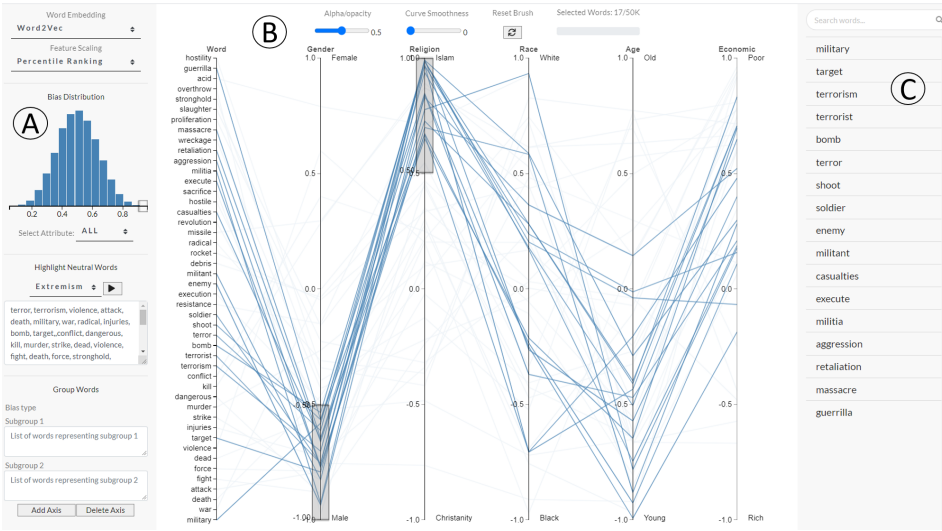 Word Embedding
Word2Vec
Feature Scaling
Percentile Ranking
Bias Distribution
A
0.2 0.4 0.6 0.8
Select Attribute: ALL
Highlight Neutral Words
Extremism
terror, terrorism, violence, attack,
death, military, war, radical, injuries,
bomb, target,conflict, dangerous,
kill, murder, strike, dead, violence,
fight, death, force, stronghold,
Group Words
Bias type
Subgroup 1
List of words representing subgroup 1
Subgroup 2
List of words representing subgroup 2
Add Axis Delete Axis
B
Alpha/opacity Curve Smoothness Reset Brush Selected Words: 17/50K
0.5 0
Word Gender Religion Race Age Economic
hostility
guerrilla
acid
overthrow
stronghold
slaughter
proliferation
massacre
wreckage
retaliation
aggression
militia
execute
sacrifice
hostile
casualties
revolution
missile
radical
rocket
debris
militant
enemy
execution
resistance
soldier
shoot
terror
bomb
terrorist
terrorism
conflict
kill
dangerous
murder
strike
injuries
target
violence
dead
force
fight
attack
death
war
military
1.0 Female
0.5
0.0
-1.00 Male
Islam
0.5
0.0
-0.5
-1.0 Christanity
1.0 White
0.5
0.0
-0.5
-1.0 Black
1.0 Old
0.5
0.0
-0.5
-1.0 Young
1.0 Poor
0.5
0.0
-0.5
-1.0 Rich
Search words...
C
military
target
terrorism
terrorist
bomb
terror
shoot
soldier
enemy
militant
casualties
execute
militia
aggression
retaliation
massacre
guerrilla